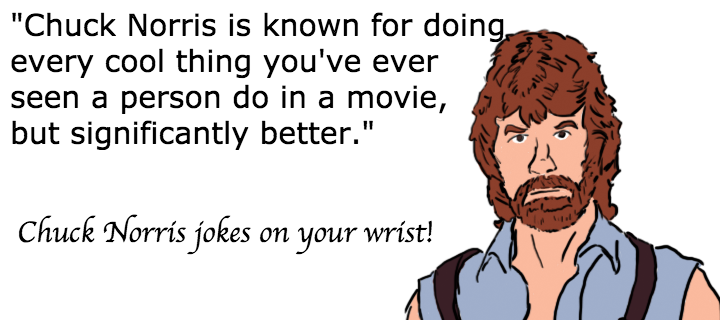 "Chuck Norris is known for doing
every cool thing you've ever
seen a person do in a movie,
but significantly better."
Chuck Norris jokes on your wrist!